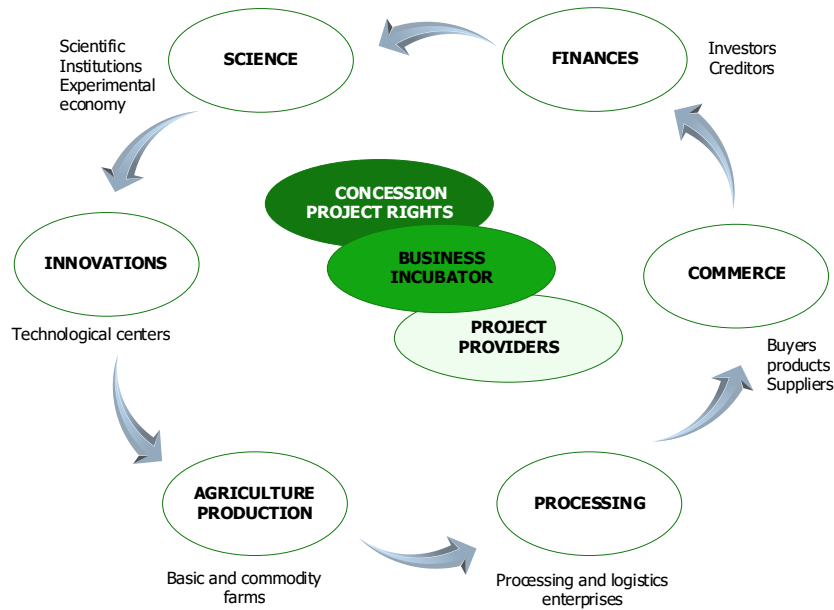 Scientific
Institutions
Experimental
economy
SCIENCE
FINANCES
Investors
Creditors
CONCESSION
PROJECT RIGHTS
BUSINESS
INCUBATOR
PROJECT
PROVIDERS
INNOVATIONS
Technological centers
COMMERCE
Buyers
products
Suppliers
AGRICULTURE
PRODUCTION
Basic and commodity
farms
PROCESSING
Processing and logistics
enterprises